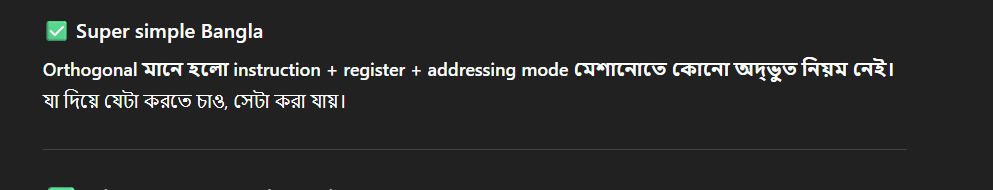 ✅ Super simple Bangla
Orthogonal মানে হলো instruction + register + addressing mode মেশানোতে কোনো অদ্ভুত নিয়ম নেই।
যা দিয়ে যেটা করতে চাও, সেটা করা যায়।